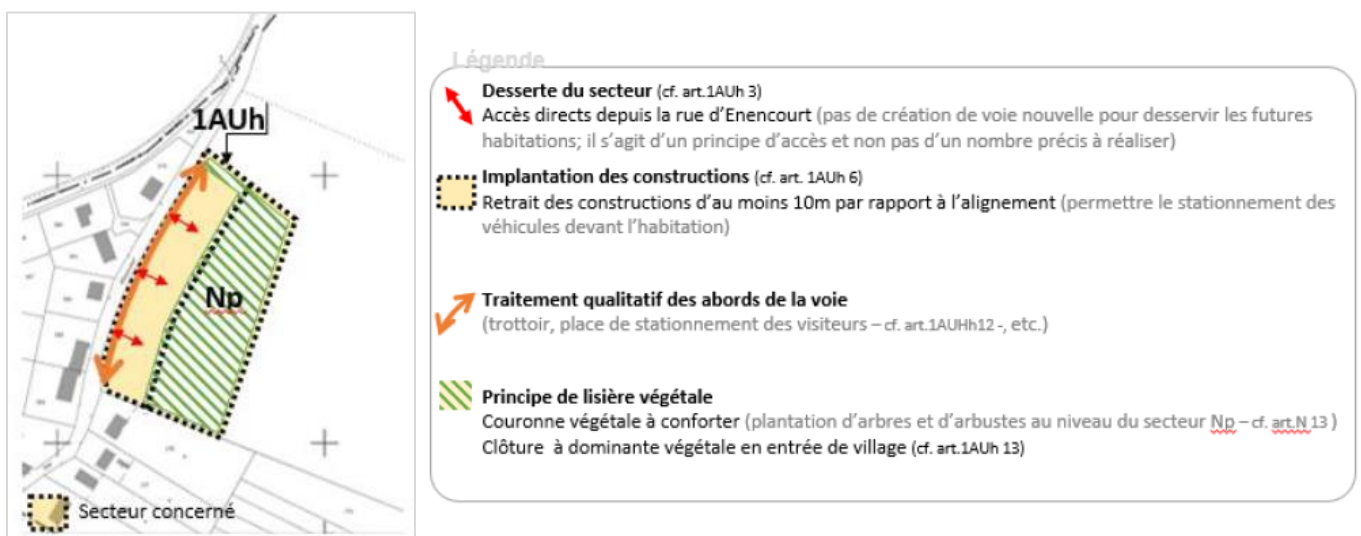 1AUh
Np
Secteur concerné
Légende
Desserte du secteur (cf. art.1AUh 3)
Accès directs depuis la rue d’Enencourt (pas de création de voie nouvelle pour desservir les futures
habitations; il s’agit d’un principe d’accès et non pas d’un nombre précis à réaliser)
Implantation des constructions (cf. art. 1AUh 6)
Retrait des constructions d’au moins 10m par rapport à l’alignement (permettre le stationnement des
véhicules devant l’habitation)
Traitement qualitatif des abords de la voie
(trottoir, place de stationnement des visiteurs – cf. art.1AUHh12 -, etc.)
Principe de lisière végétale
Couronne végétale à conforter (plantation d’arbres et d’arbustes au niveau du secteur Np – cf. art.N 13 )
Clôture à dominante végétale en entrée de village (cf. art.1AUh 13)